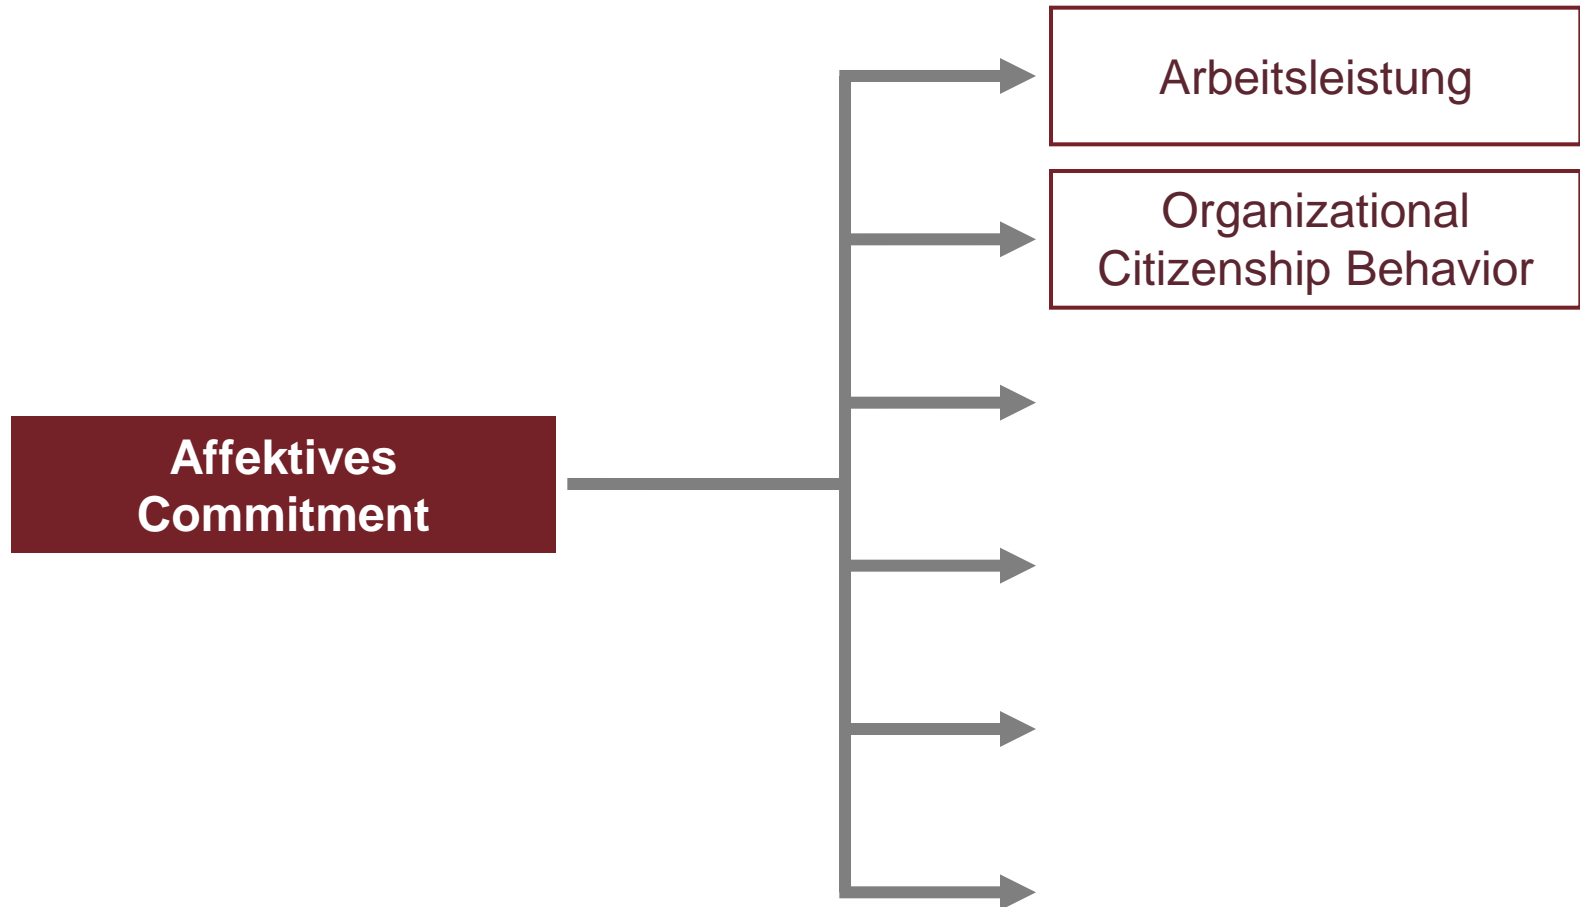 Arbeitsleistung
Organizational
Citizenship Behavior
Affektives
Commitment